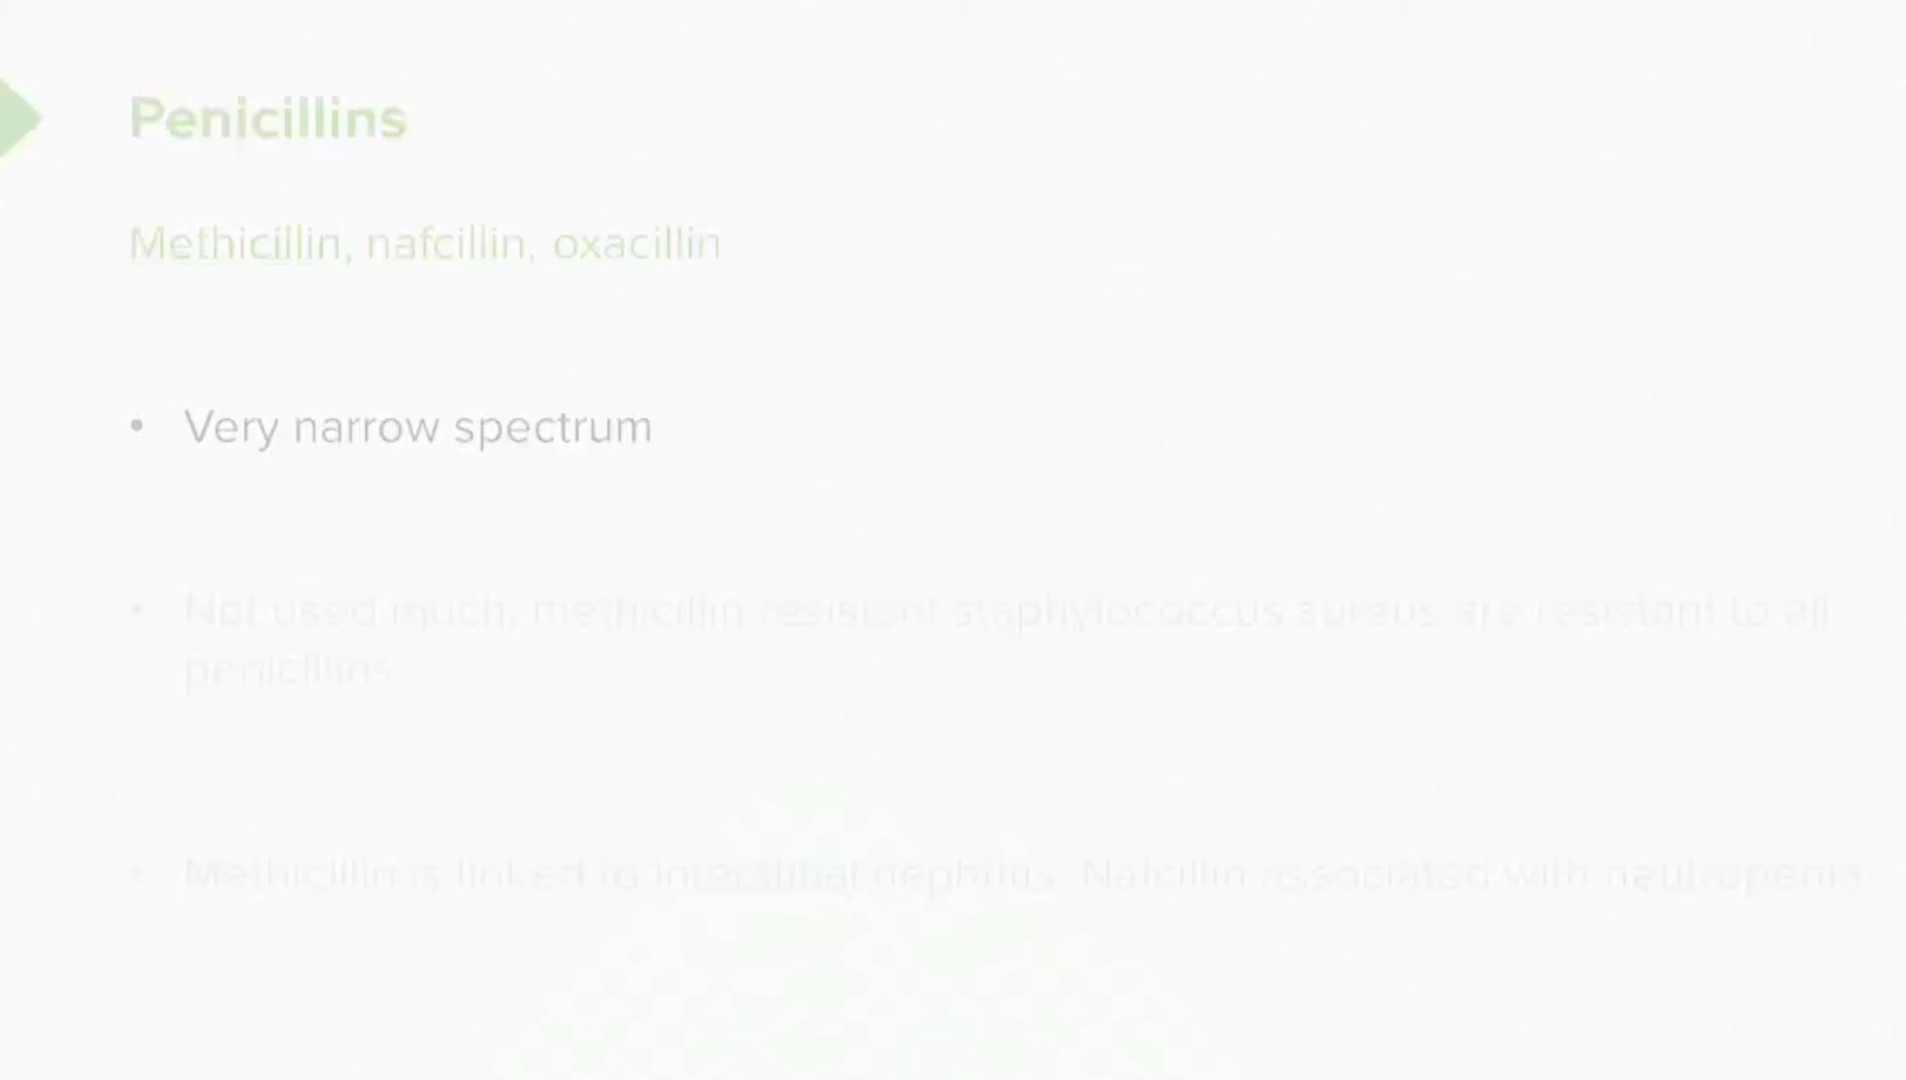 Penicillins
Methicillin, nafcillin, oxacillin
• Very narrow spectrum
• Not used much, methicillin resistant staphylococcus aureus are resistant to all
penicillins
• Methicillin is linked to interstitial nephritis. Nafcillin associated with neutropenia